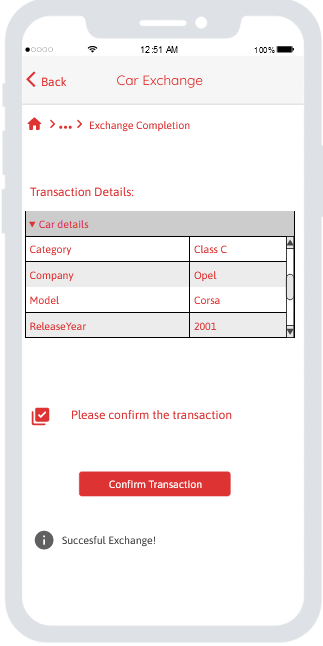 12:51 AM 100%
Back Car Exchange
... Exchange Completion
Transaction Details:
Car details
Category Class C
Company Opel
Model Corsa
ReleaseYear 2001
Please confirm the transaction
Confirm Transaction
Succesful Exchange!